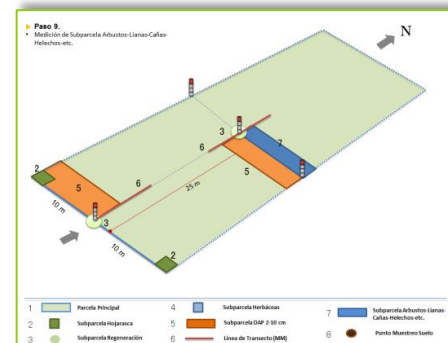 Paso 9.
• Medición de Subparcela Arbustos-Lianas-Cañas-
Helechos-etc.
N
3
7
6
2
5
6
5
25 m
10 m
3
10 m
2
1 Parcela Principal
2 Subparcela Hojarasca
3 Subparcela Regeneración
4 Subparcela Herbáceas
5 Subparcela DAP 2-10 cm
6 Línea de Transecto (MM)
7 Subparcela Arbustos-Lianas-
Cañas-Helechos-etc.
8 Punto Muestreo Suelo